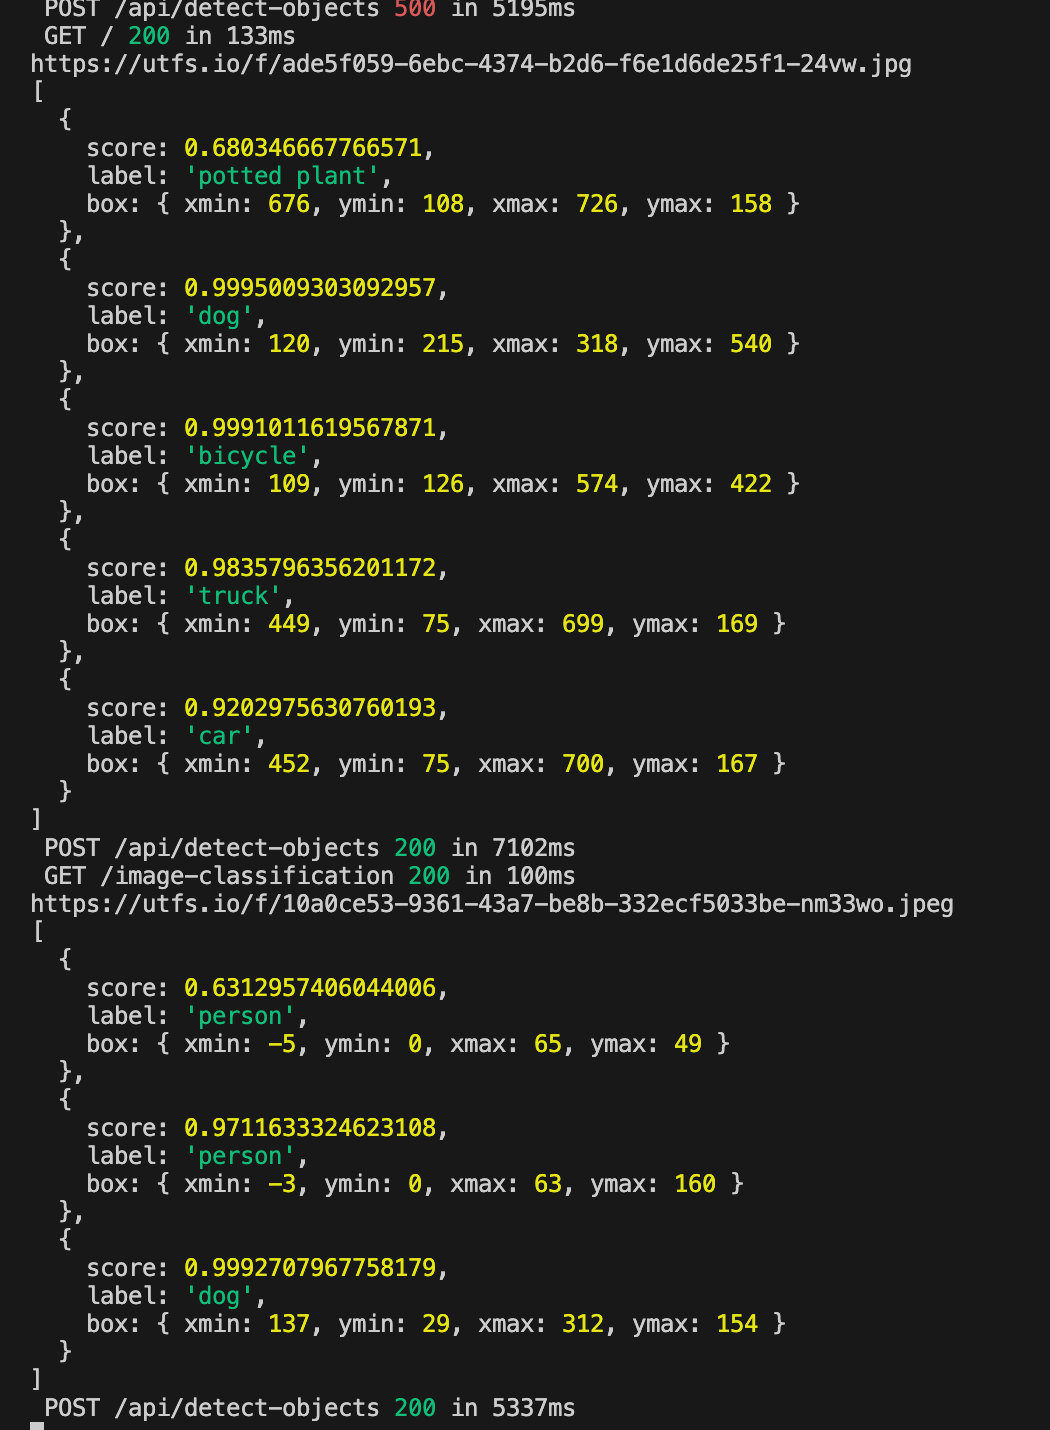 POST /api/detect-objects 500 in 5195ms
GET / 200 in 133ms
https://utfs.io/f/ade5f059-6ebc-4374-b2d6-f6e1d6de25f1-24vw.jpg
[
{
score: 0.680346667766571,
label: 'potted plant',
box: { xmin: 676, ymin: 108, xmax: 726, ymax: 158 }
},
{
score: 0.9995009303092957,
label: 'dog',
box: { xmin: 120, ymin: 215, xmax: 318, ymax: 540 }
},
{
score: 0.9991011619567871,
label: 'bicycle',
box: { xmin: 109, ymin: 126, xmax: 574, ymax: 422 }
},
{
score: 0.9835796356201172,
label: 'truck',
box: { xmin: 449, ymin: 75, xmax: 699, ymax: 169 }
},
{
score: 0.9202975630760193,
label: 'car',
box: { xmin: 452, ymin: 75, xmax: 700, ymax: 167 }
}
]
POST /api/detect-objects 200 in 7102ms
GET /image-classification 200 in 100ms
https://utfs.io/f/10a0ce53-9361-43a7-be8b-332ecf5033be-nm33wo.jpeg
[
{
score: 0.6312957406044006,
label: 'person',
box: { xmin: -5, ymin: 0, xmax: 65, ymax: 49 }
},
{
score: 0.9711633324623108,
label: 'person',
box: { xmin: -3, ymin: 0, xmax: 63, ymax: 160 }
},
{
score: 0.9992707967758179,
label: 'dog',
box: { xmin: 137, ymin: 29, xmax: 312, ymax: 154 }
}
]
POST /api/detect-objects 200 in 5337ms